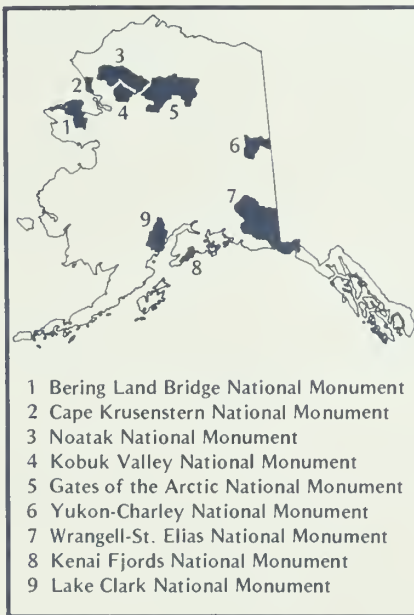 3
2
4
5
1
6
7
9
8
1 Bering Land Bridge National Monument
2 Cape Krusenstern National Monument
3 Noatak National Monument
4 Kobuk Valley National Monument
5 Gates of the Arctic National Monument
6 Yukon-Charley National Monument
7 Wrangell-St. Elias National Monument
8 Kenai Fjords National Monument
9 Lake Clark National Monument